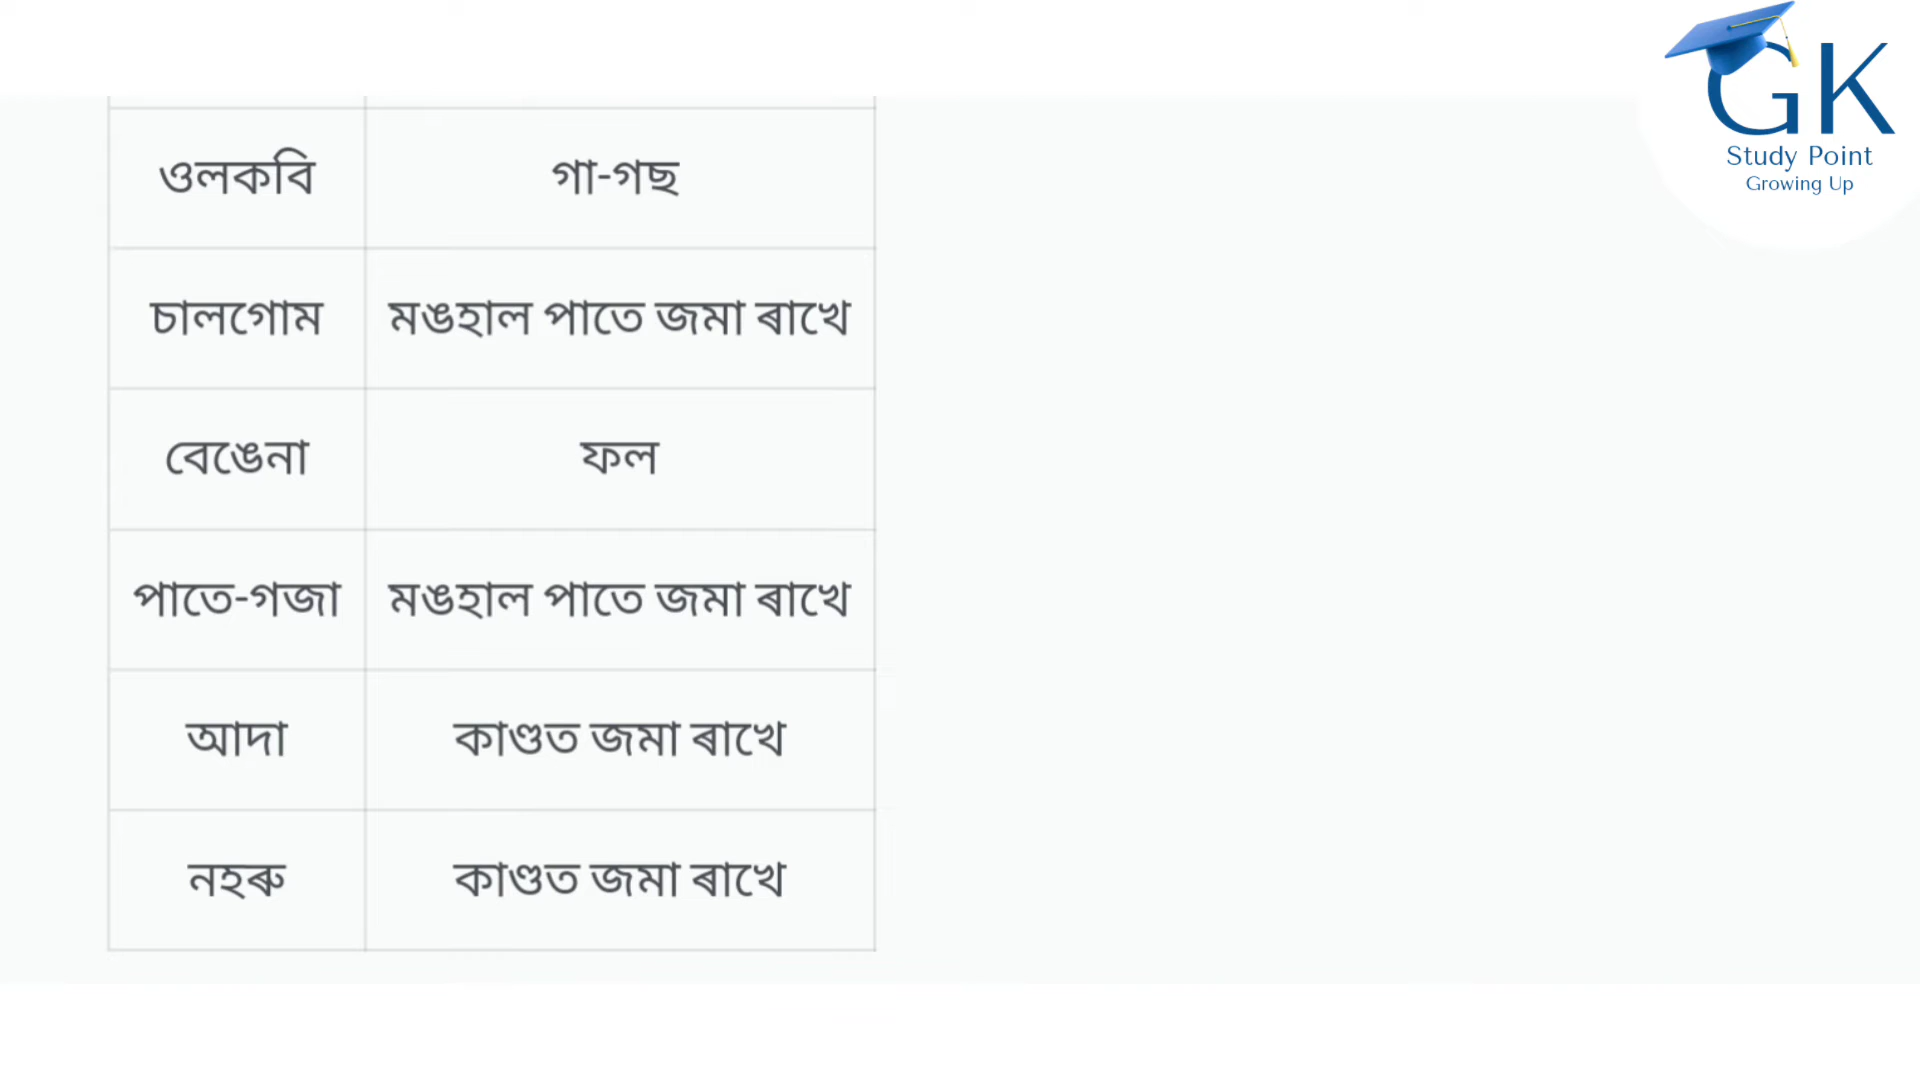 GK
Study Point
Growing Up
ওলকবি গা-গছ
চালগোম মঙহাল পাতে জমা ৰাখে
বেঙেনা ফল
পাতে-গজা মঙহাল পাতে জমা ৰাখে
আদা কাণ্ডত জমা ৰাখে
নহৰু কাণ্ডত জমা ৰাখে